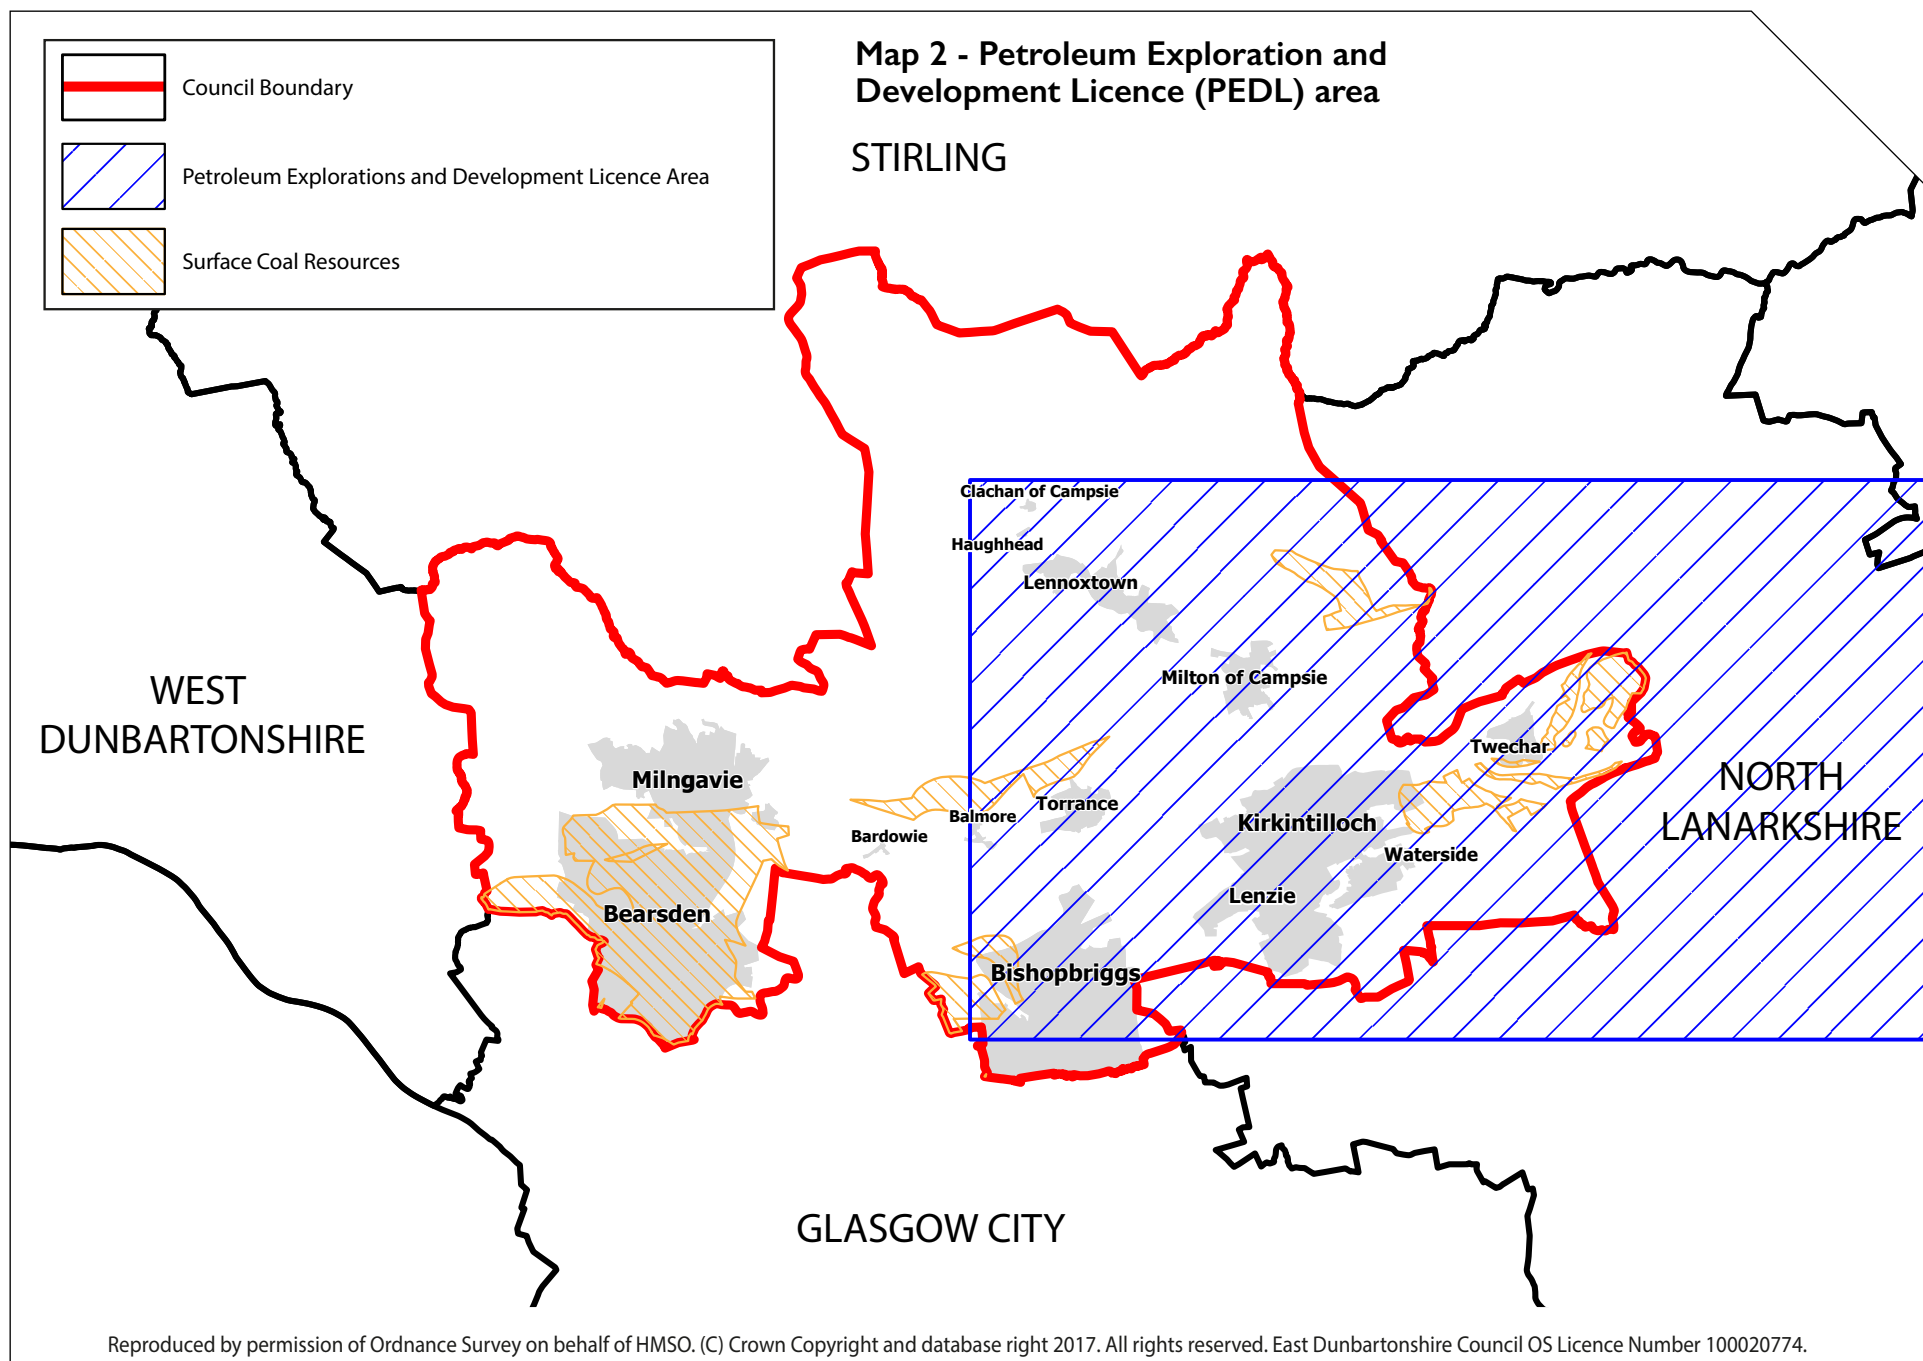 Map 2 - Petroleum Exploration and
Development Licence (PEDL) area
Council Boundary
Petroleum Explorations and Development Licence Area
Surface Coal Resources
STIRLING
Clachan of Campsie
Haughhead
Lennoxtown
Milton of Campsie
WEST
DUNBARTONSHIRE
Milngavie
Twechar
NORTH
LANARKSHIRE
Torrance
Balmore
Bardowie
Kirkintilloch
Waterside
Lenzie
Bearsden
Bishopbriggs
GLASGOW CITY
Reproduced by permission of Ordnance Survey on behalf of HMSO. (C) Crown Copyright and database right 2017. All rights reserved. East Dunbartonshire Council OS Licence Number 100020774.